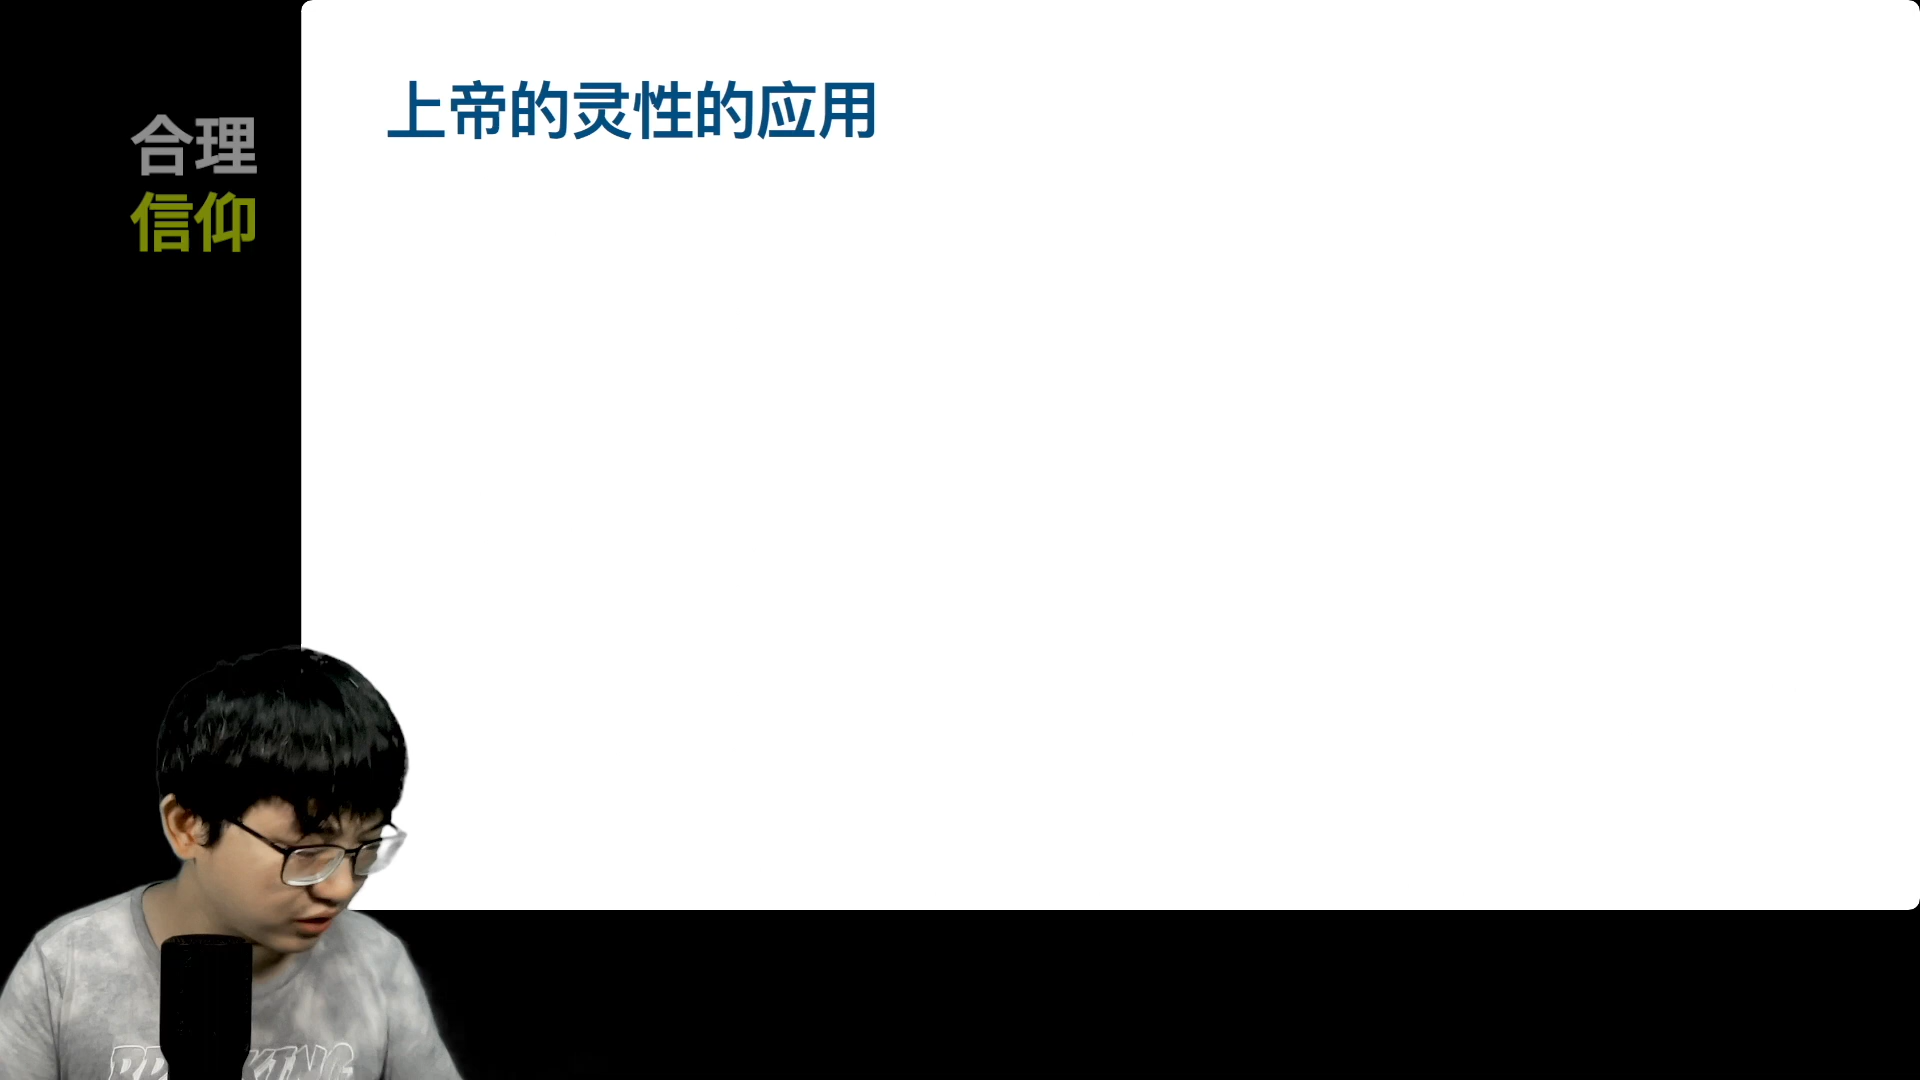 上帝的灵性的应用
合理
信仰